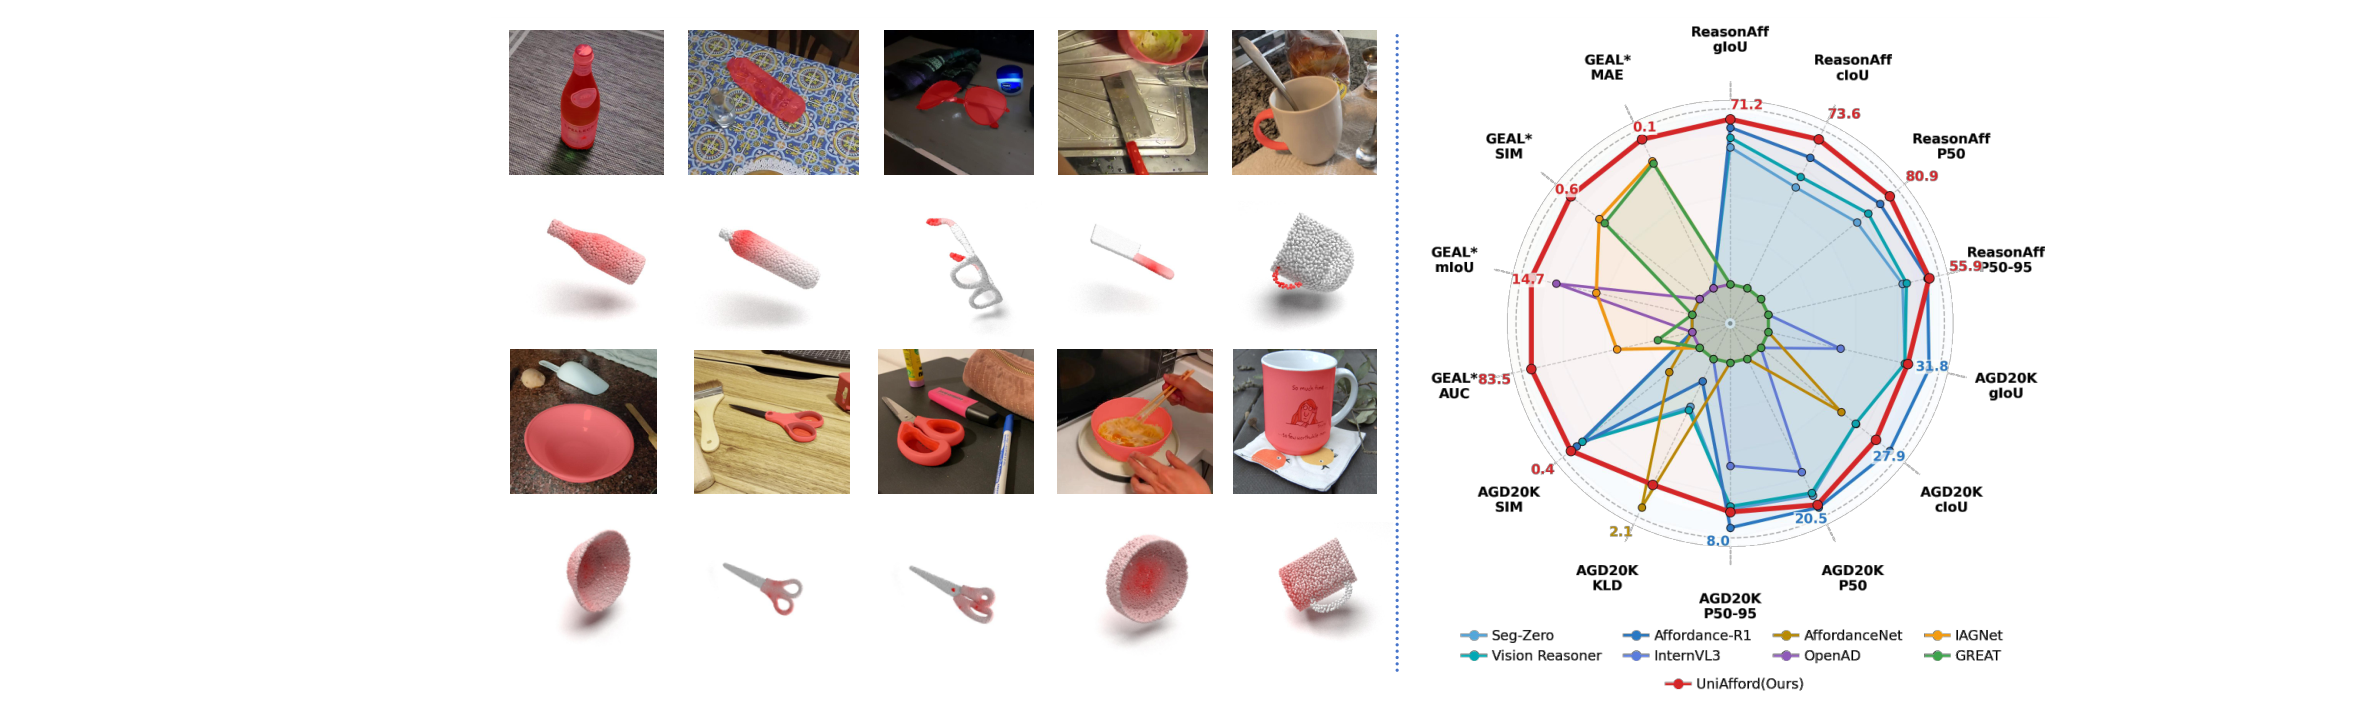 ReasonAff
gIoU
ReasonAff
cIoU
ReasonAff
P50
ReasonAff
P50-95
AGD20K
gIoU
AGD20K
cIoU
AGD20K
P50
AGD20K
P50-95
AGD20K
KLD
AGD20K
SIM
GEAL*
AUC
GEAL*
mIoU
GEAL*
SIM
GEAL*
MAE
71.2
73.6
80.9
55.9
31.8
27.9
20.5
8.0
2.1
0.4
83.5
14.7
0.6
0.1
So much fine
Seg-Zero
Affordance-R1
AffordanceNet
IAGNet
Vision Reasoner
InternVL3
OpenAD
GREAT
UniAfford(Ours)